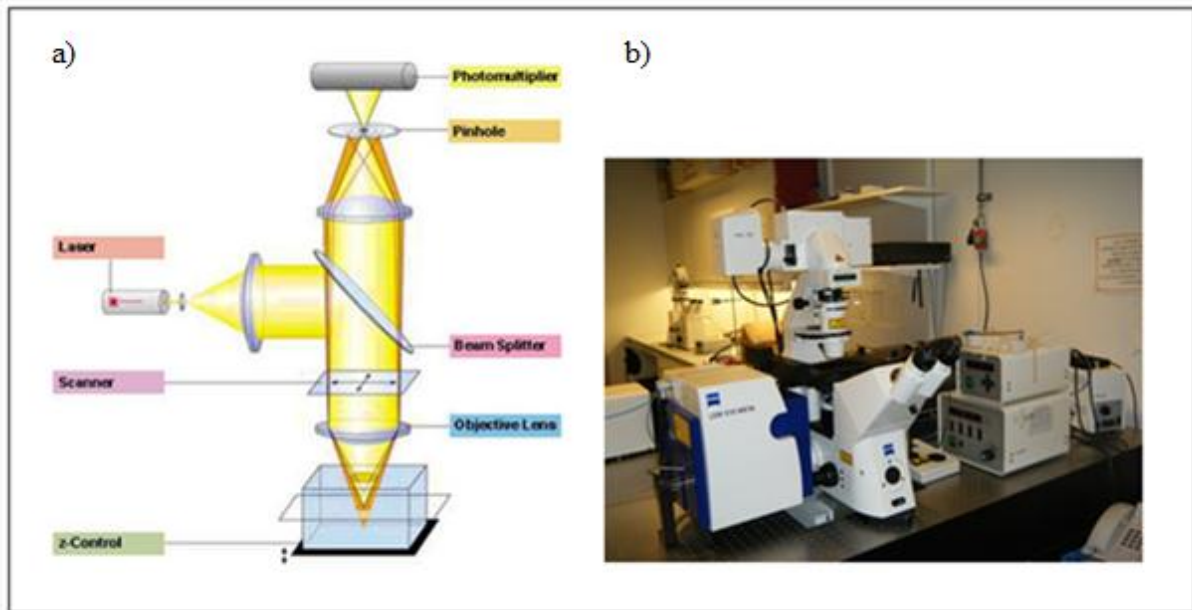 a)
b)
Photomultiplier
Pinhole
Laser
Beam Splitter
Scanner
Objective Lens
z-Control